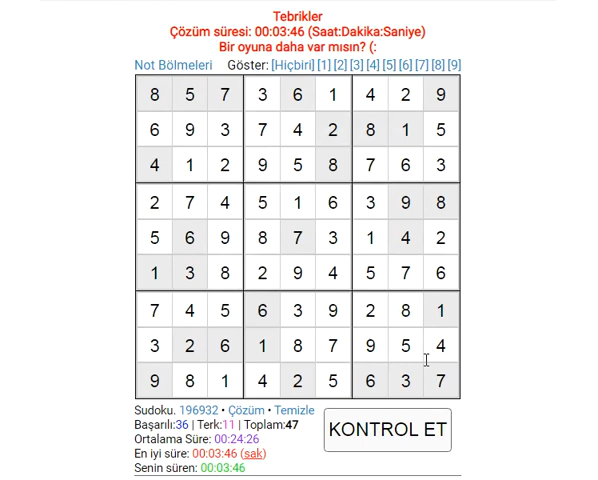 Tebrikler
Çözüm süresi: 00:03:46 (Saat:Dakika:Saniye)
Bir oyuna daha var mısın? (:
Not Bölmeleri Göster: [Hiçbiri] [1] [2] [3] [4] [5] [6] [7] [8] [9]
8 5 7 3 6 1 4 2 9
6 9 3 7 4 2 8 1 5
4 1 2 9 5 8 7 6 3
2 7 4 5 1 6 3 9 8
5 6 9 8 7 3 1 4 2
1 3 8 2 9 4 5 7 6
7 4 5 6 3 9 2 8 1
3 2 6 1 8 7 9 5 4
9 8 1 4 2 5 6 3 7
Sudoku. 196932 • Çözüm • Temizle
Başarılı:36 | Terk:11 | Toplam:47
Ortalama Süre: 00:24:26
En iyi süre: 00:03:46 (sak)
Senin süren: 00:03:46
KONTROL ET